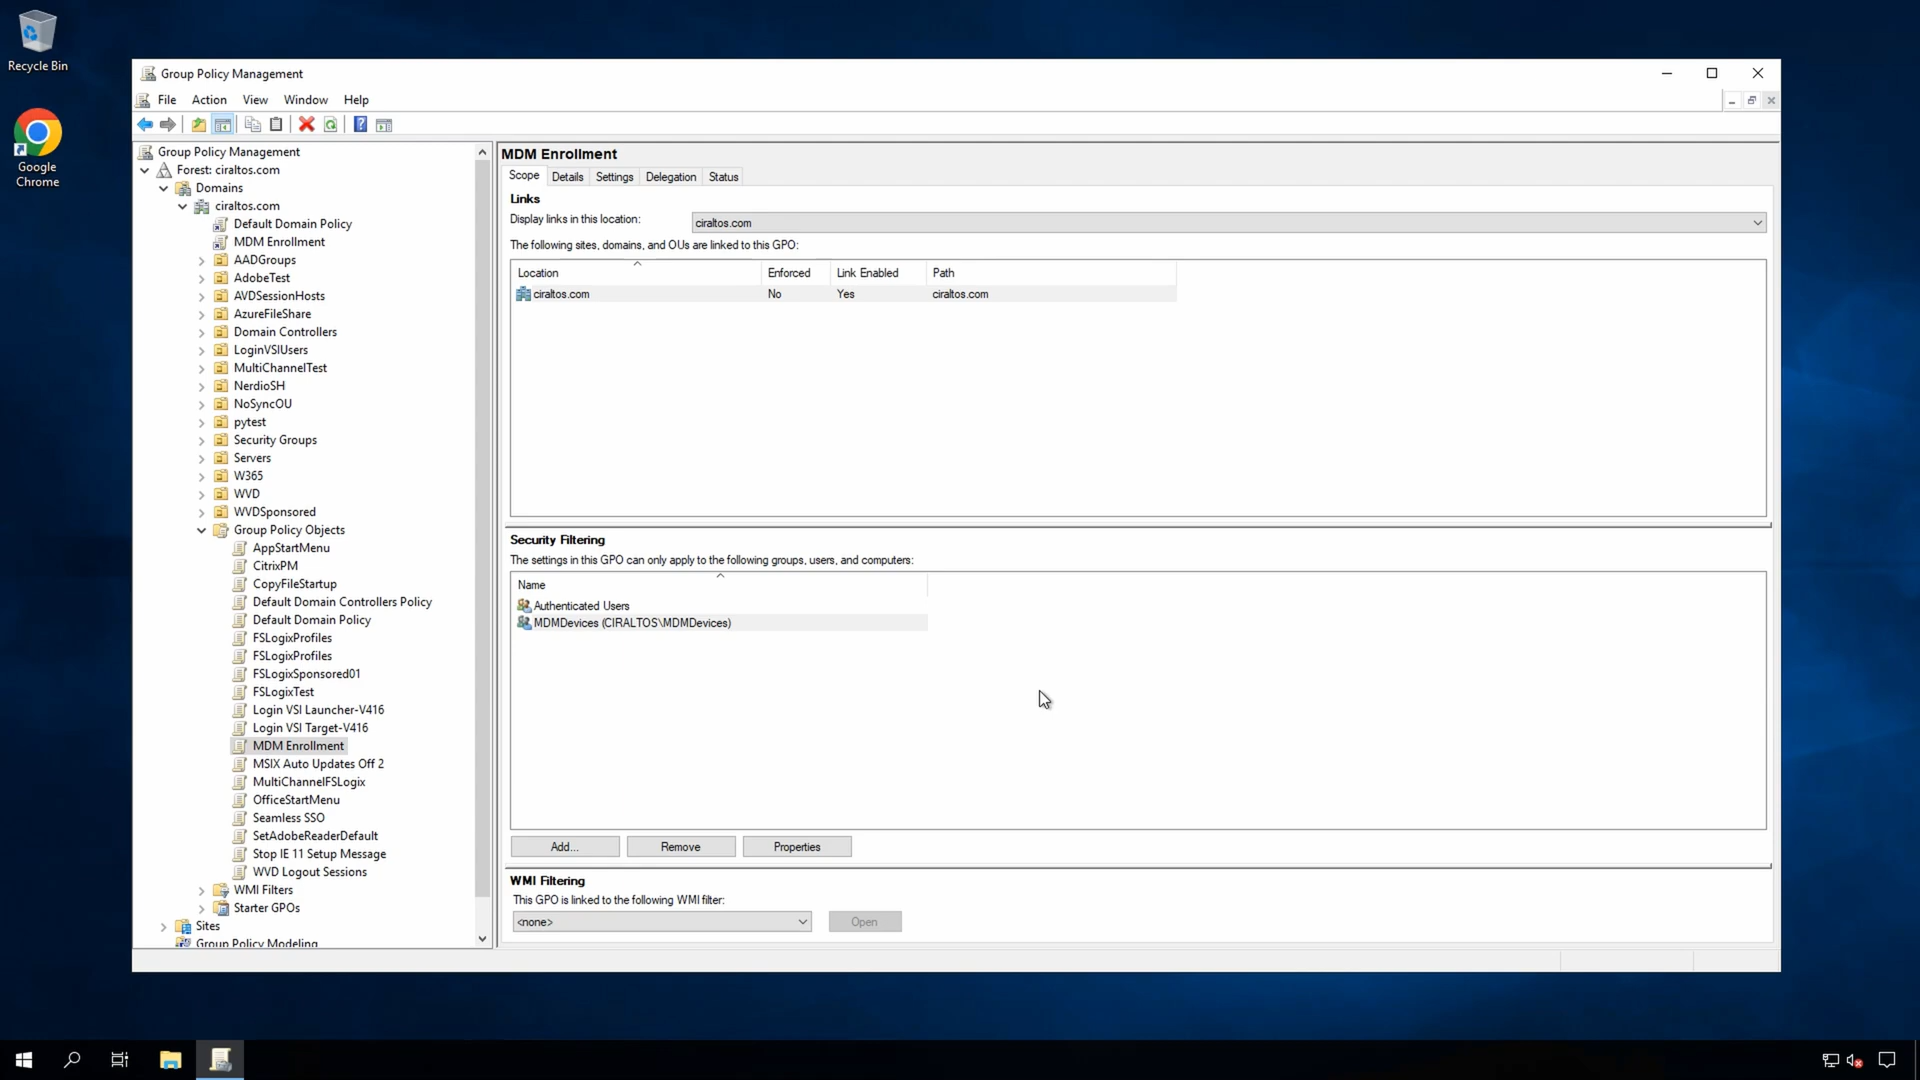 Recycle Bin
Google
Chrome
Group Policy Management
File Action View Window Help
Group Policy Management
Forest: ciraltos.com
Domains
ciraltos.com
Default Domain Policy
MDM Enrollment
AADGroups
AdobeTest
AVDSessionHosts
AzureFileShare
Domain Controllers
LoginVSIUsers
MultiChannelTest
NerdioSH
NoSyncOU
pytest
Security Groups
Servers
W365
WVD
WVDSponsored
Group Policy Objects
AppStartMenu
CitrixPM
CopyFileStartup
Default Domain Controllers Policy
Default Domain Policy
FSLogixProfiles
FSLogixProfiles
FSLogixSponsored01
FSLogixTest
Login VSI Launcher-V416
Login VSI Target-V416
MDM Enrollment
MSIX Auto Updates Off 2
MultiChannelFSLogix
OfficeStartMenu
Seamless SSO
SetAdobeReaderDefault
Stop IE 11 Setup Message
WVD Logout Sessions
WMI Filters
Starter GPOs
Sites
Group Policy Modeling
MDM Enrollment
Scope Details Settings Delegation Status
Links
Display links in this location: ciraltos.com
The following sites, domains, and OUs are linked to this GPO:
Location Enforced Link Enabled Path
ciraltos.com No Yes ciraltos.com
Security Filtering
The settings in this GPO can only apply to the following groups, users, and computers:
Name
Authenticated Users
MDMDevices (CIRALTOS\MDMDevices)
Add... Remove Properties
WMI Filtering
This GPO is linked to the following WMI filter:
<none> Open